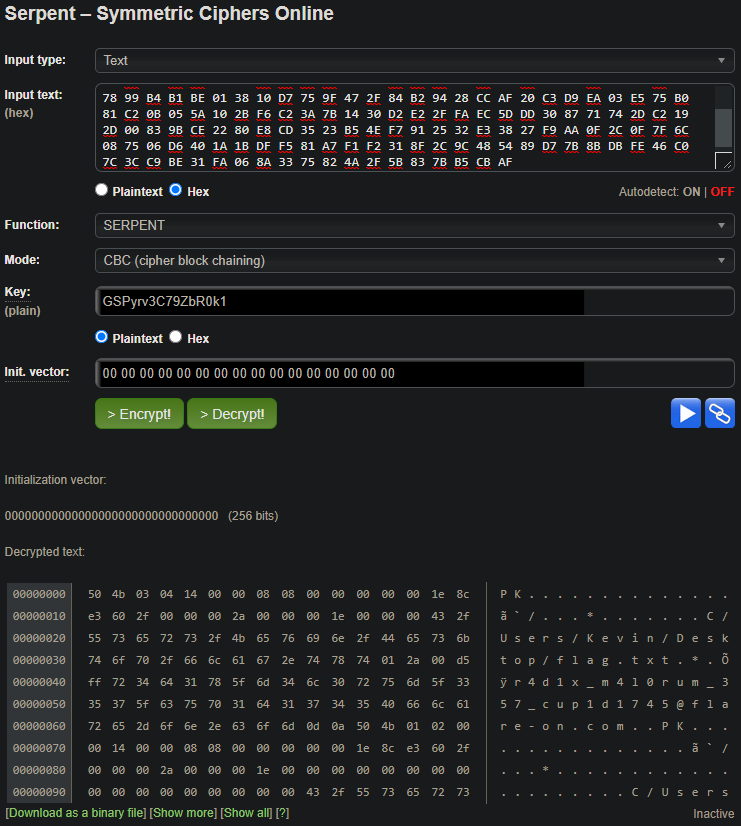 Serpent – Symmetric Ciphers Online
Input type:
Text
Input text:
(hex)
78 99 B4 B1 BE 01 38 10 D7 75 9F 47 2F 84 B2 94 28 CC AF 20 C3 D9 EA 03 E5 75 B0
81 C2 0B 05 5A 10 2B F6 C2 3A 7B 14 30 D2 E2 2F FA EC 5D DD 30 87 71 74 2D C2 19
2D 00 83 9B CE 22 80 E8 CD 35 23 B5 4E F7 91 25 32 E3 38 27 F9 AA 0F 2C 0F 7F 6C
08 75 06 D6 40 1A 1B DF F5 81 A7 F1 F2 31 8F 2C 9C 48 54 89 D7 7B 8B DB FE 46 C0
7C 3C C9 BE 31 FA 06 8A 33 75 82 4A 2F 5B 83 7B B5 CB AF
Plaintext Hex
Autodetect: ON | OFF
Function:
SERPENT
Mode:
CBC (cipher block chaining)
Key:
(plain)
GSPyrv3C79ZbR0k1
Plaintext Hex
Init. vector:
00 00 00 00 00 00 00 00 00 00 00 00 00 00 00 00
> Encrypt! > Decrypt!
Initialization vector:
00000000000000000000000000000000 (256 bits)
Decrypted text:
00000000 50 4b 03 04 14 00 00 08 08 00 00 00 00 00 1e 8c P K . . . . . . . . . . . . . .
00000010 e3 60 2f 00 00 00 2a 00 00 00 1e 00 00 00 43 2f ã ` / . . . * . . . . . . . C /
00000020 55 73 65 72 73 2f 4b 65 76 69 6e 2f 44 65 73 6b U s e r s / K e v i n / D e s k
00000030 74 6f 70 2f 66 6c 61 67 2e 74 78 74 01 2a 00 d5 t o p / f l a g . t x t . * . Õ
00000040 ff 72 34 64 31 78 5f 6d 34 6c 30 72 75 6d 5f 33 ÿ r 4 d 1 x _ m 4 l 0 r u m _ 3
00000050 35 37 5f 63 75 70 31 64 31 37 34 35 40 66 6c 61 5 7 _ c u p 1 d 1 7 4 5 @ f l a
00000060 72 65 2d 6f 6e 2e 63 6f 6d 0d 0a 50 4b 01 02 00 r e - o n . c o m . . P K . . .
00000070 00 14 00 00 08 08 00 00 00 00 00 1e 8c e3 60 2f . . . . . . . . . . . . . ã ` /
00000080 00 00 00 2a 00 00 00 1e 00 00 00 00 00 00 00 00 . . . * . . . . . . . . . . . .
00000090 00 00 00 00 00 00 00 00 00 43 2f 55 73 65 72 73 . . . . . . . . . C / U s e r s
[Download as a binary file] [Show more] [Show all] [?]
Inactive